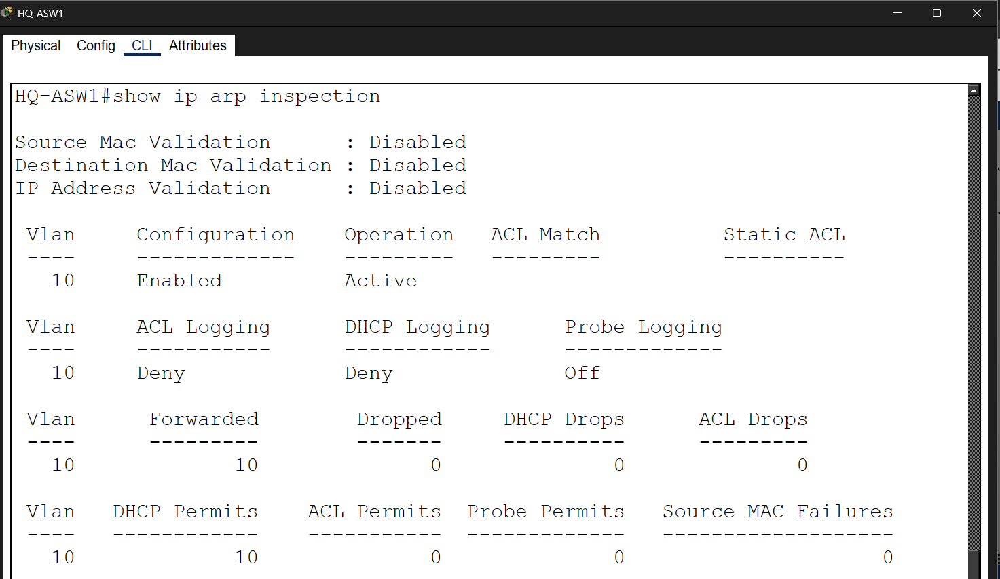 HQ-ASW1
Physical Config CLI Attributes
HQ-ASW1#show ip arp inspection
Source Mac Validation : Disabled
Destination Mac Validation : Disabled
IP Address Validation : Disabled
Vlan Configuration Operation ACL Match Static ACL
---- ------------- --------- --------- ----------
10 Enabled Active
Vlan ACL Logging DHCP Logging Probe Logging
---- ----------- ------------ -------------
10 Deny Deny Off
Vlan Forwarded Dropped DHCP Drops ACL Drops
---- --------- ------- ---------- ---------
10 10 0 0 0
Vlan DHCP Permits ACL Permits Probe Permits Source MAC Failures
---- ------------ ----------- ------------- -------------------
10 10 0 0 0